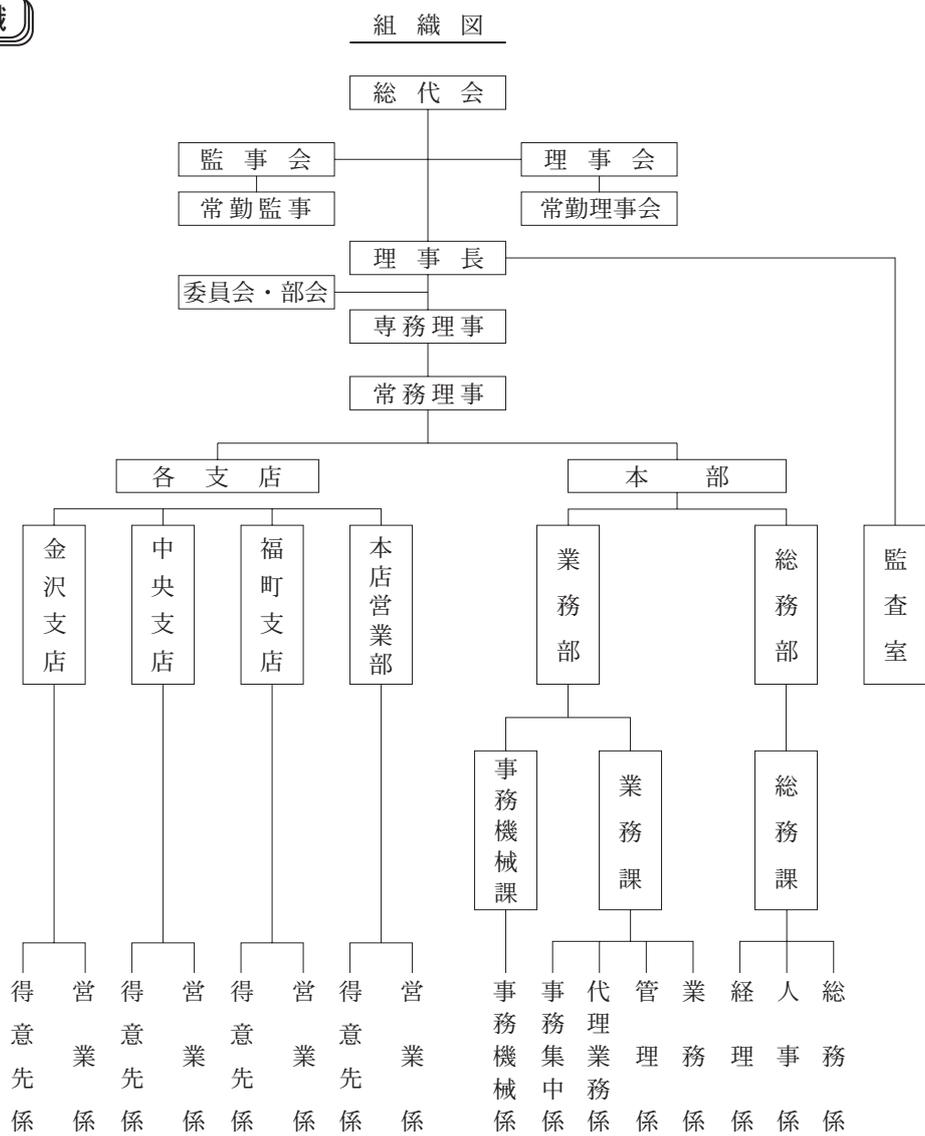 組織図
総代会
監事会
理事会
常勤監事
常勤理事会
理事長
委員会・部会
専務理事
常務理事
各支店
本部
金沢支店
中央支店
福町支店
本店営業部
業務部
総務部
監査室
事務機械課
業務課
総務課
得意先係
営業係
得意先係
営業係
得意先係
営業係
得意先係
営業係
事務機械係
事務集中係
代理業務係
管理係
業務係
経理係
人事係
総務係